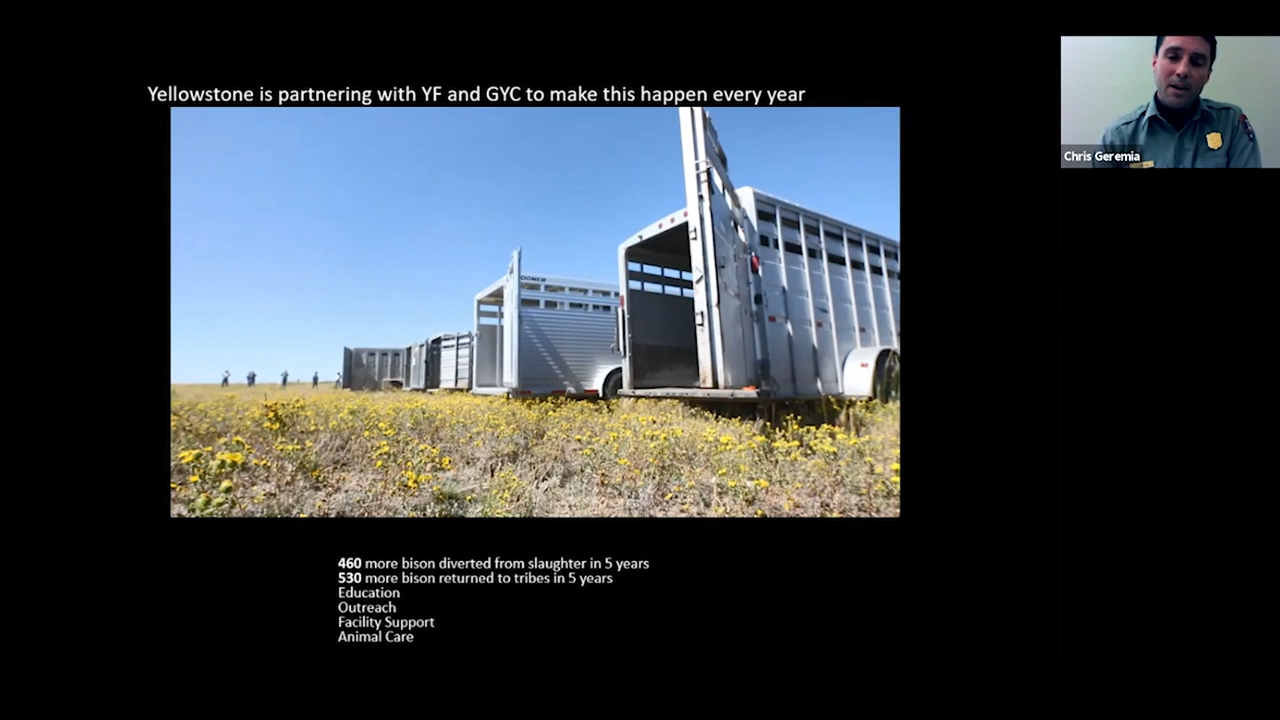 Yellowstone is partnering with YF and GYC to make this happen every year
Chris Geremia
460 more bison diverted from slaughter in 5 years
530 more bison returned to tribes in 5 years
Education
Outreach
Facility Support
Animal Care